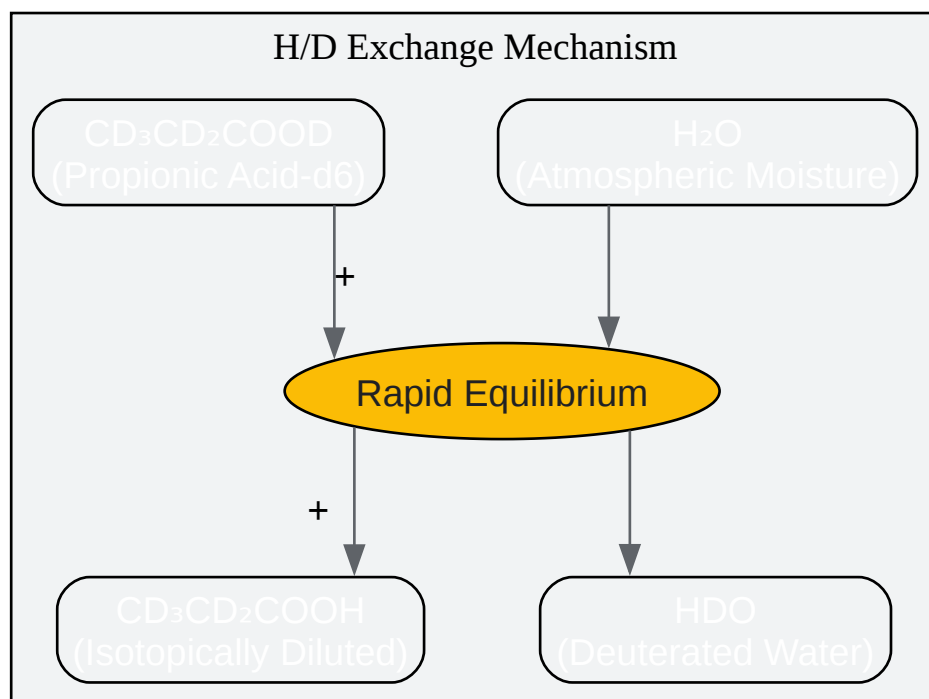 H/D Exchange Mechanism
CD₃CD₂COOD
(Propionic Acid-d6)
H₂O
(Atmospheric Moisture)
+
Rapid Equilibrium
+
CD₃CD₂COOH
(Isotopically Diluted)
HDO
(Deuterated Water)